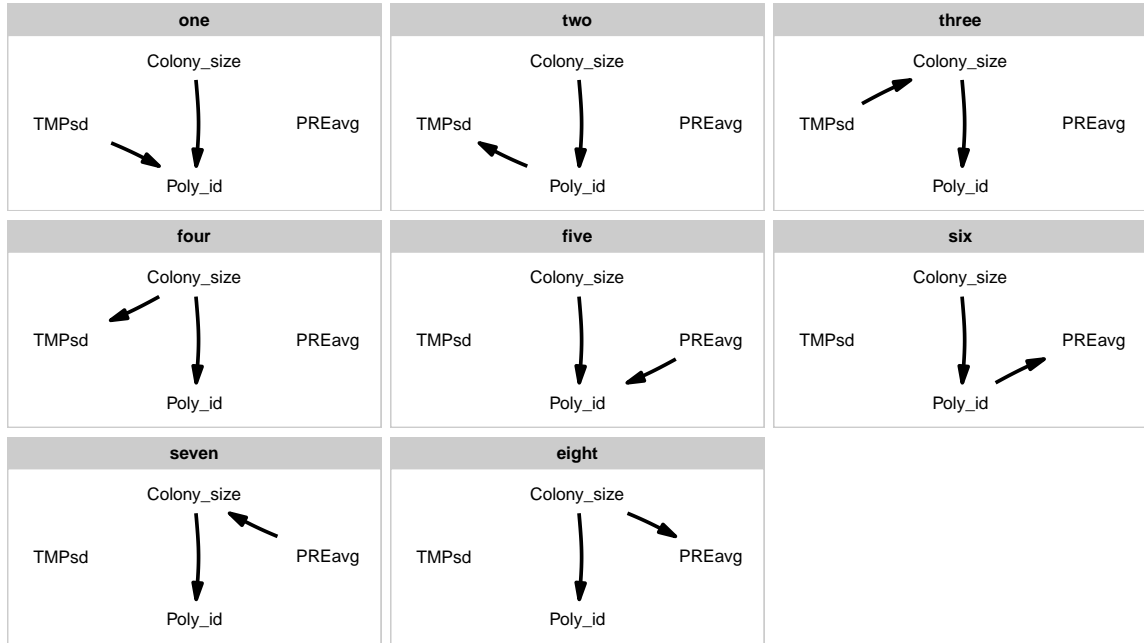 one two three
Colony_size Colony_size Colony_size
TMPsd PREavg TMPsd PREavg TMPsd PREavg
Poly_id Poly_id Poly_id
four five six
Colony_size Colony_size Colony_size
TMPsd PREavg TMPsd PREavg TMPsd PREavg
Poly_id Poly_id Poly_id
seven eight
Colony_size Colony_size
TMPsd PREavg TMPsd PREavg
Poly_id Poly_id